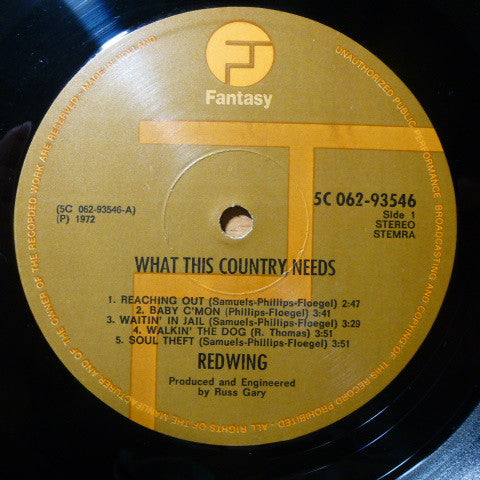 Fantasy
5C 062-93546
Side 1
STEREO
STEMRA
(5C 062-93546-A)
(P) 1972
WHAT THIS COUNTRY NEEDS
1. REACHING OUT (Samuels-Phillips-Floegel) 2:47
2. BABY C'MON (Phillips-Floegel) 3:41
3. WAITIN' IN JAIL (Samuels-Phillips-Floegel) 3:29
4. WALKIN' THE DOG (R. Thomas) 3:51
5. SOUL THEFT (Samuels-Phillips-Floegel) 3:51
REDWING
Produced and Engineered
by Russ Gary
UNAUTHORIZED PUBLIC PERFORMANCE BROADCASTING AND COPYING OF THIS RECORD PROHIBITED - ALL RIGHTS OF THE MANUFACTURER AND OF THE OWNER OF THE RECORDED WORK ARE RESERVED - MADE IN HOLLAND